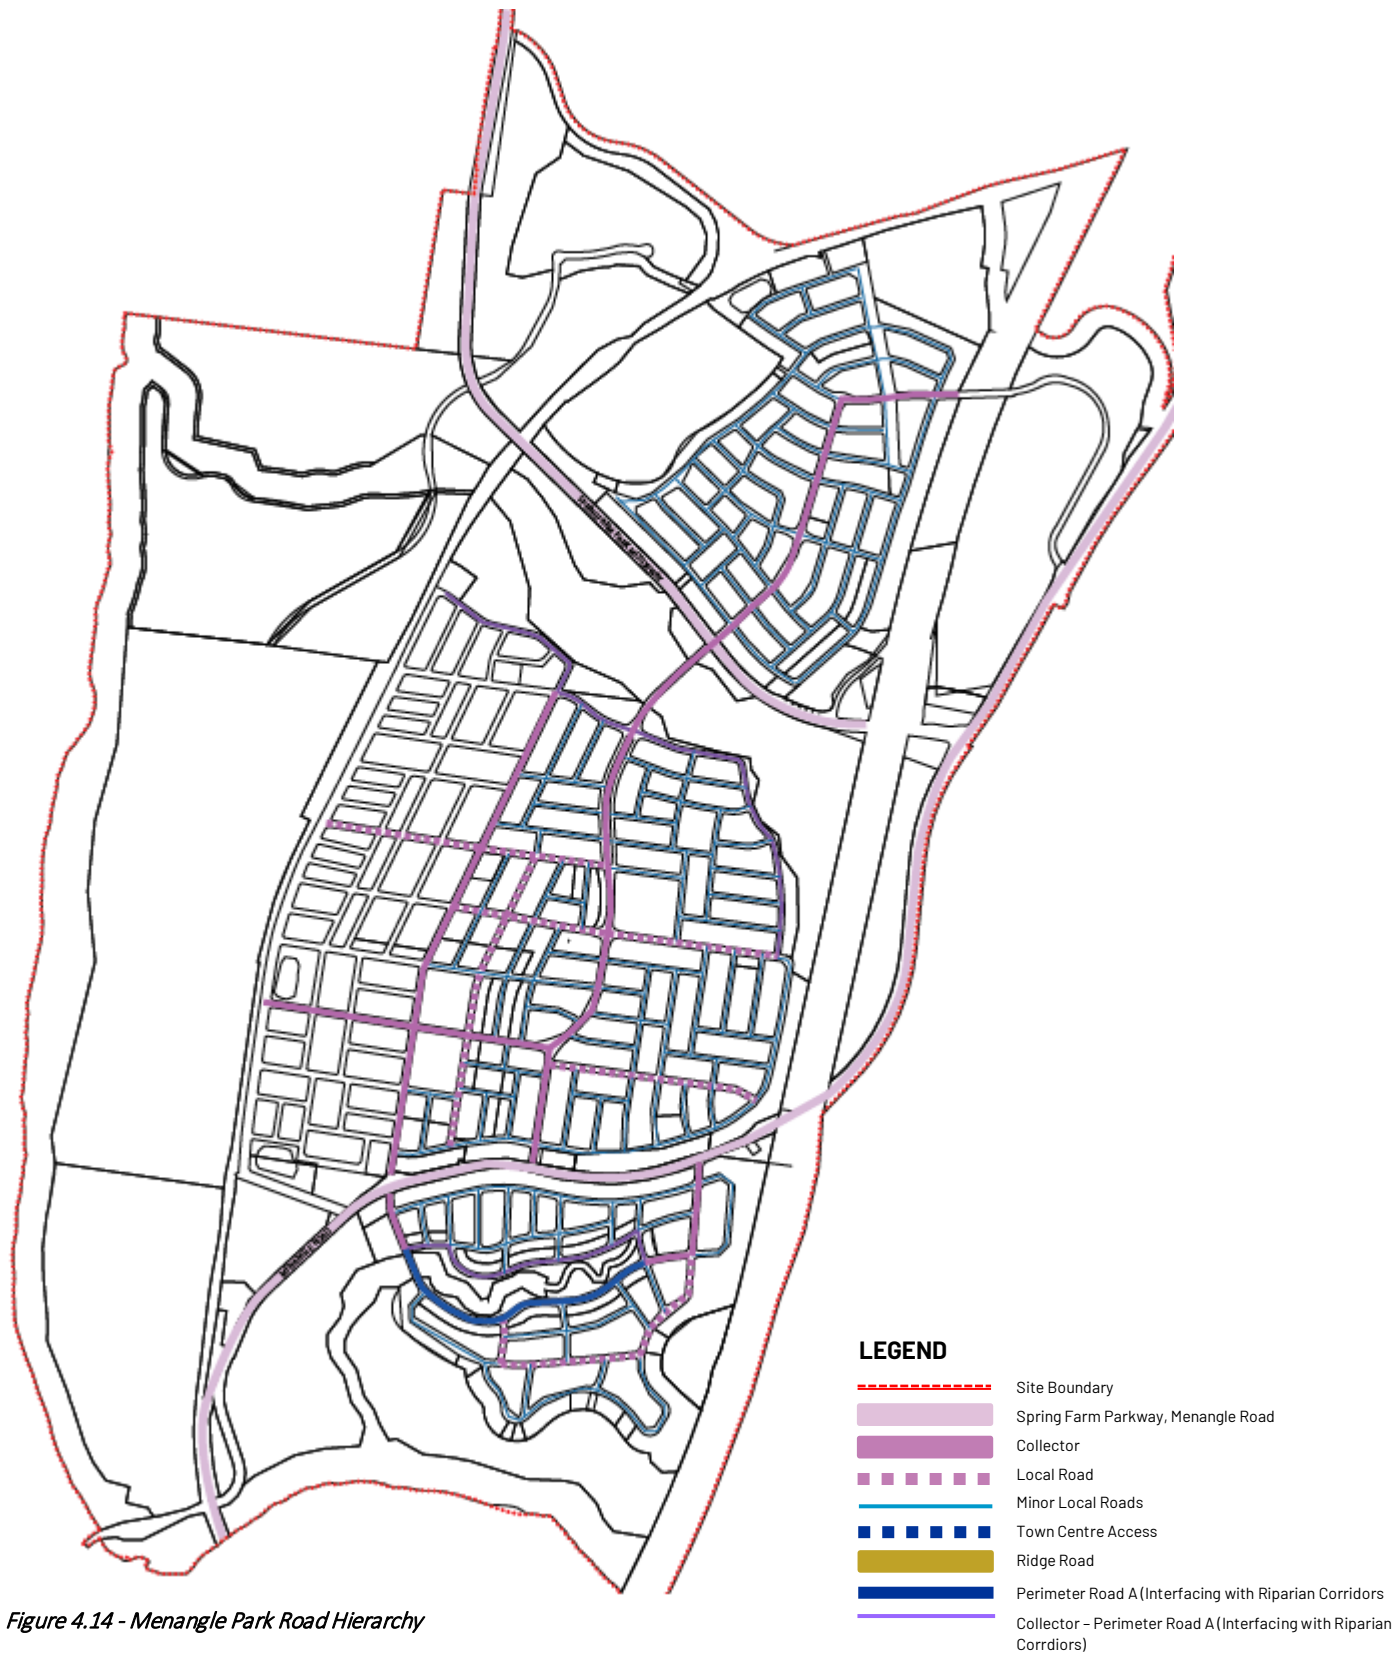 LEGEND
Site Boundary
Spring Farm Parkway, Menangle Road
Collector
Local Road
Minor Local Roads
Town Centre Access
Ridge Road
Perimeter Road A (Interfacing with Riparian Corridors
Collector – Perimeter Road A (Interfacing with Riparian
Corrdiors)
Figure 4.14 - Menangle Park Road Hierarchy